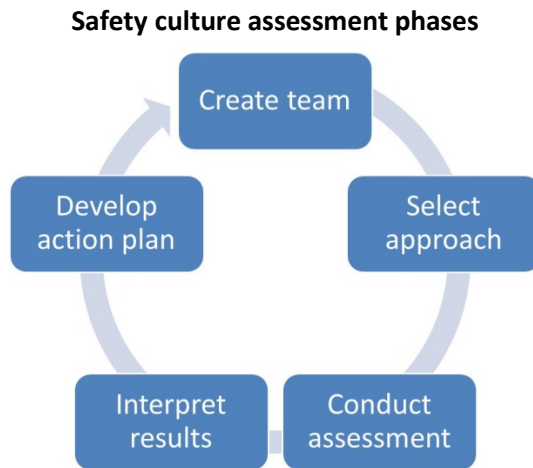 Safety culture assessment phases
Create team
Select
approach
Conduct
assessment
Interpret
results
Develop
action plan